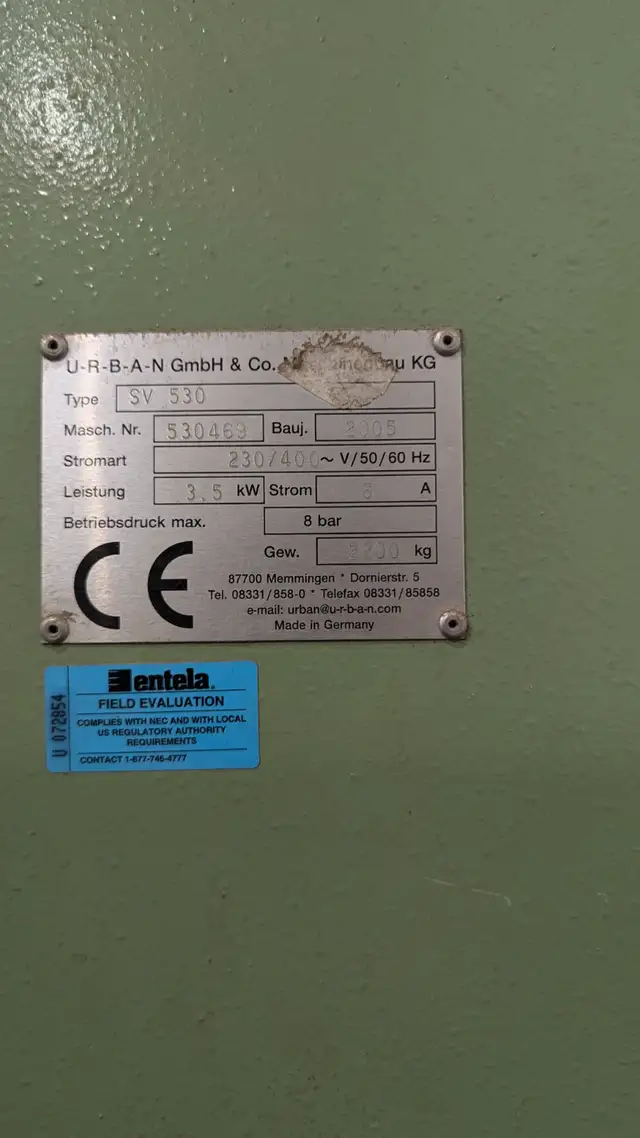 U-R-B-A-N GmbH & Co. KG
Type SV 530
Masch. Nr. 530469 Bauj. 2005
Stromart 230/400~ V/50/60 Hz
Leistung 3,5 kW Strom A
Betriebsdruck max. 8 bar
Gew. kg
CE
87700 Memmingen * Dornierstr. 5
Tel. 08331/858-0 * Telefax 08331/85858
e-mail: urban@u-r-b-a-n.com
Made in Germany
entela.
FIELD EVALUATION
COMPLIES WITH NEC AND WITH LOCAL
US REGULATORY AUTHORITY
REQUIREMENTS
CONTACT 1-877-746-4777
U 072954